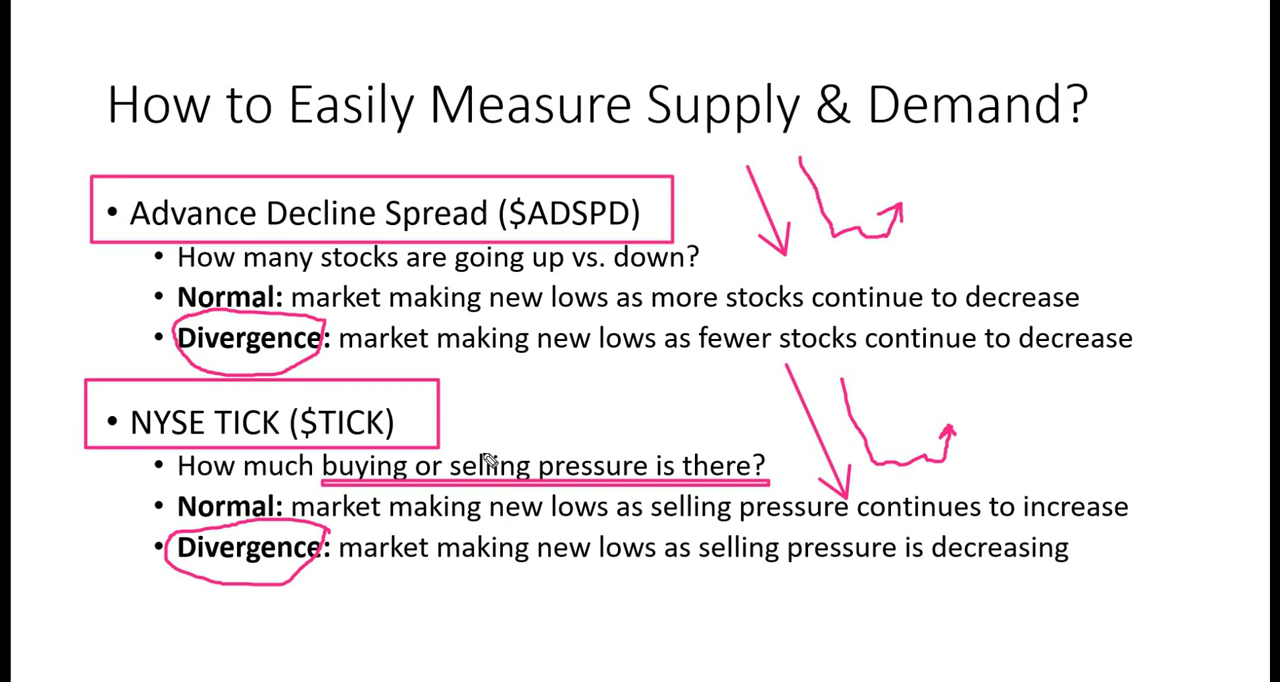 How to Easily Measure Supply & Demand?
• Advance Decline Spread ($ADSPD)
• How many stocks are going up vs. down?
• Normal: market making new lows as more stocks continue to decrease
• Divergence: market making new lows as fewer stocks continue to decrease
• NYSE TICK ($TICK)
• How much buying or selling pressure is there?
• Normal: market making new lows as selling pressure continues to increase
• Divergence: market making new lows as selling pressure is decreasing